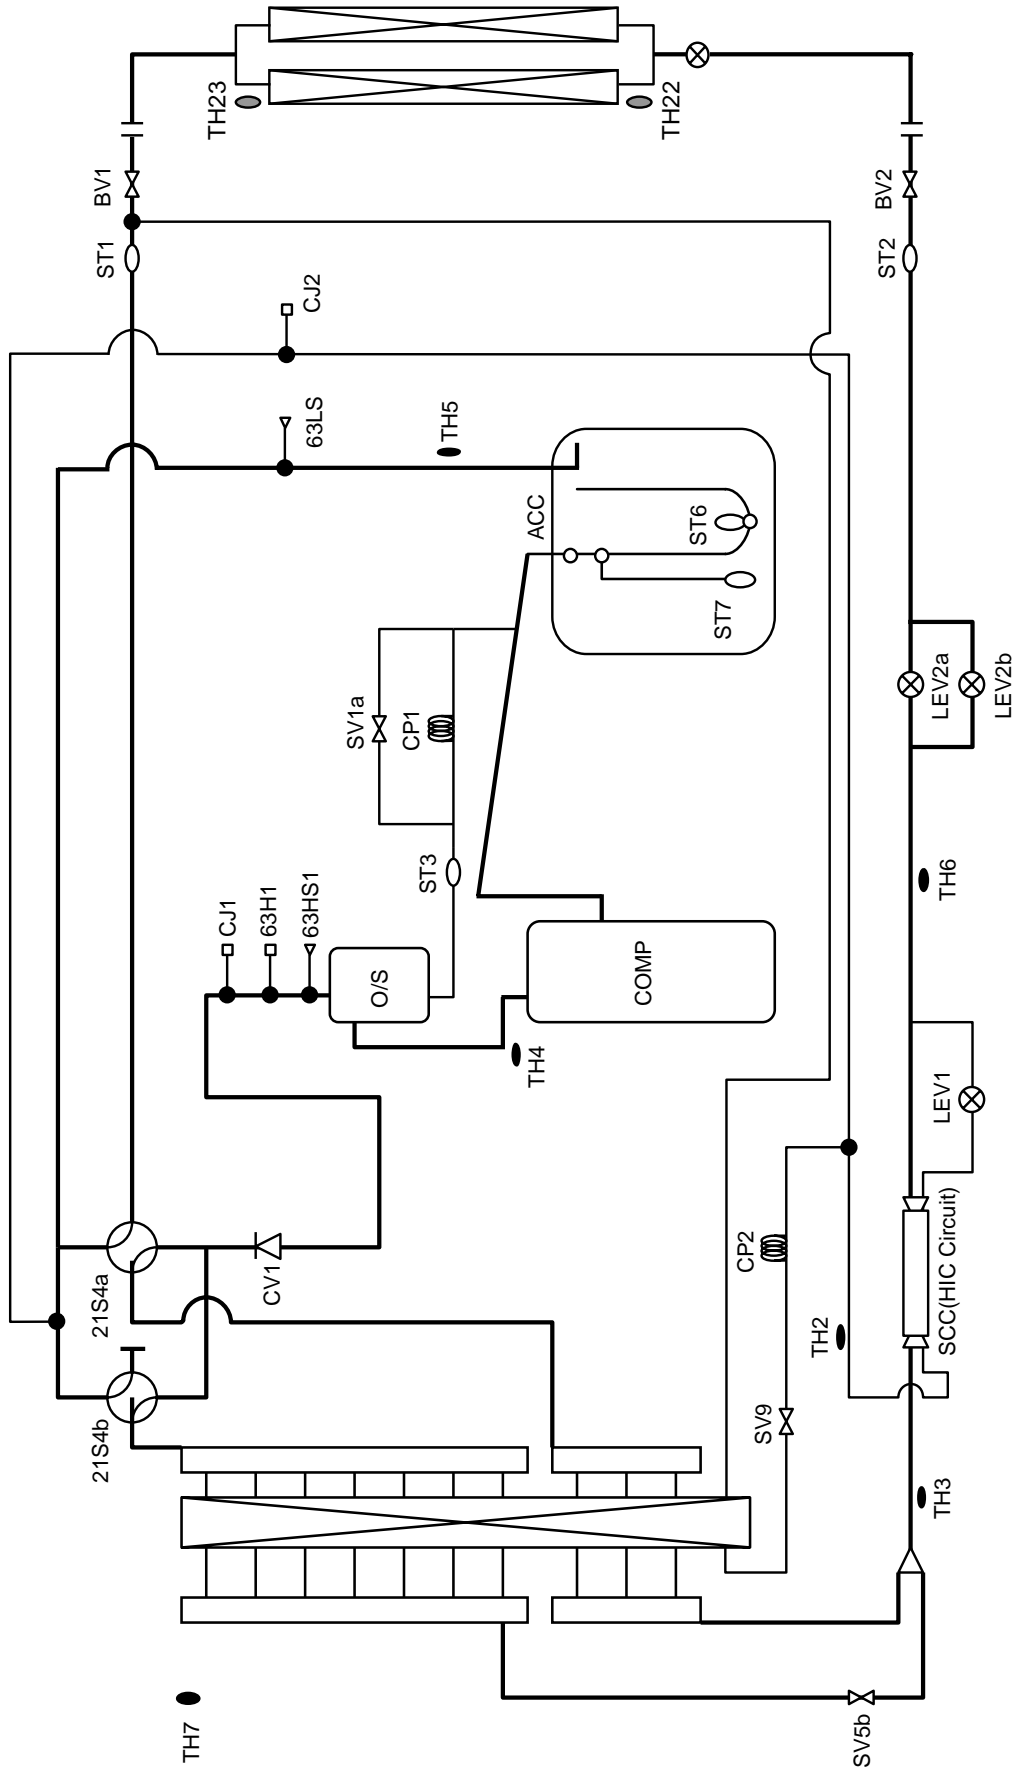 TH23
TH22
BV1
BV2
ST1
ST2
CJ2
63LS
TH5
ACC
ST6
ST7
SV1a
CP1
LEV2a
LEV2b
ST3
TH6
CJ1
63H1
63HS1
O/S
COMP
TH4
LEV1
CP2
SCC(HIC Circuit)
CV1
21S4a
TH2
21S4b
SV9
TH3
TH7
SV5b